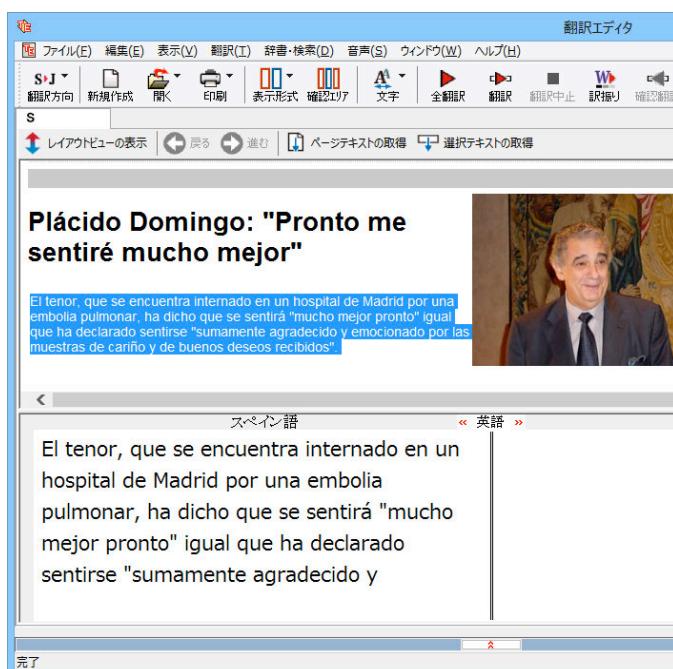 翻訳エディタ
ファイル(F) 編集(E) 表示(V) 翻訳(T) 辞書・検索(D) 音声(S) ウィンドウ(W) ヘルプ(H)
S›J
翻訳方向 新規作成 開く 印刷 表示形式 確認エリア 文字 全翻訳 翻訳 翻訳中止 訳振り 確認翻訳
S
レイアウトビューの表示 戻る 進む ページテキストの取得 選択テキストの取得
Plácido Domingo: "Pronto me
sentiré mucho mejor"
El tenor, que se encuentra internado en un hospital de Madrid por una
embolia pulmonar, ha dicho que se sentirá "mucho mejor pronto" igual
que ha declarado sentirse "sumamente agradecido y emocionado por las
muestras de cariño y de buenos deseos recibidos".
スペイン語 « 英語 »
El tenor, que se encuentra internado en un
hospital de Madrid por una embolia
pulmonar, ha dicho que se sentirá "mucho
mejor pronto" igual que ha declarado
sentirse "sumamente agradecido y
完了